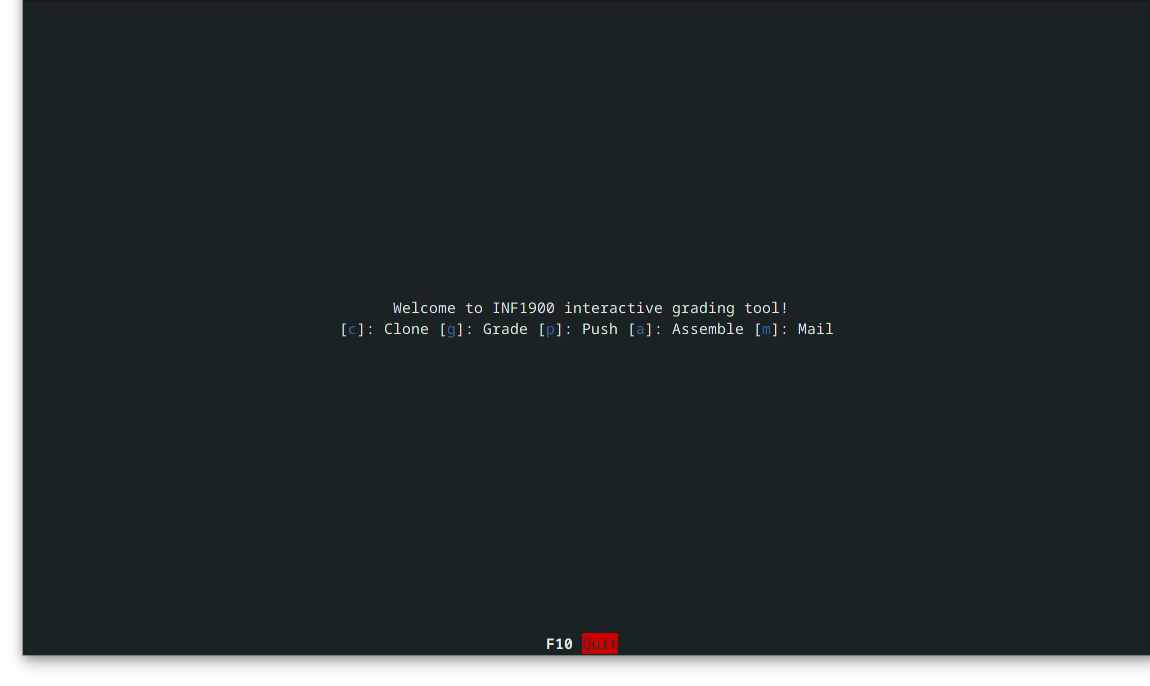 Welcome to INF1900 interactive grading tool!
[c]: Clone [g]: Grade [p]: Push [a]: Assemble [m]: Mail
F10 Quit